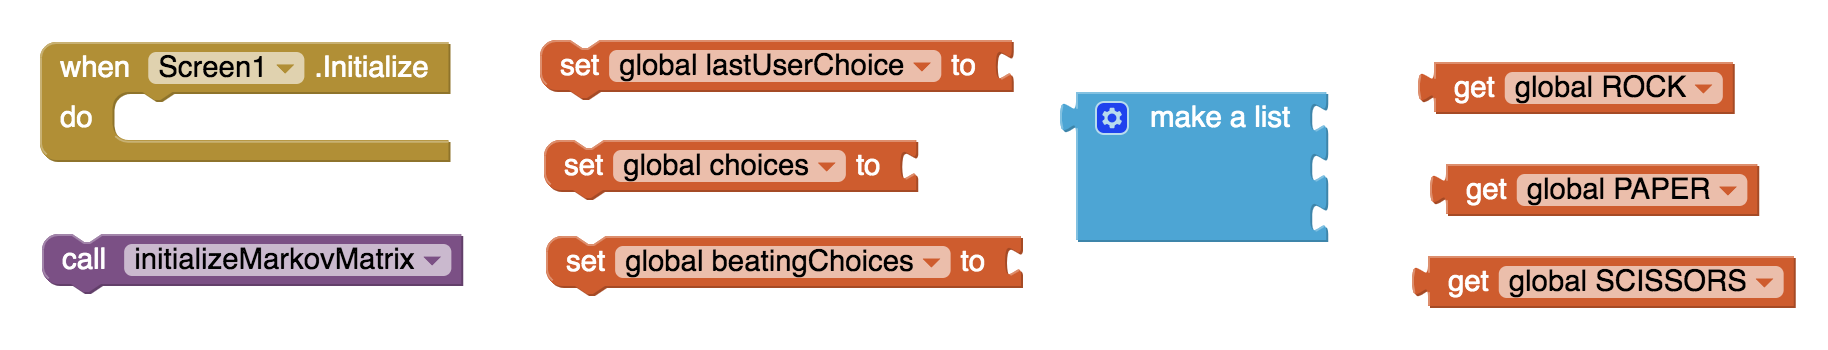 when Screen1 .Initialize
do
call initializeMarkovMatrix
set global lastUserChoice to
set global choices to
set global beatingChoices to
make a list
get global ROCK
get global PAPER
get global SCISSORS